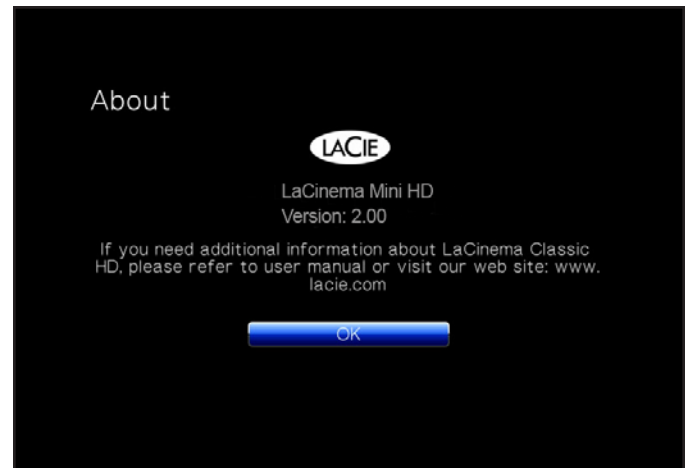 About
LACIE
LaCinema Mini HD
Version: 2.00
If you need additional information about LaCinema Classic
HD, please refer to user manual or visit our web site: www.
lacie.com
OK